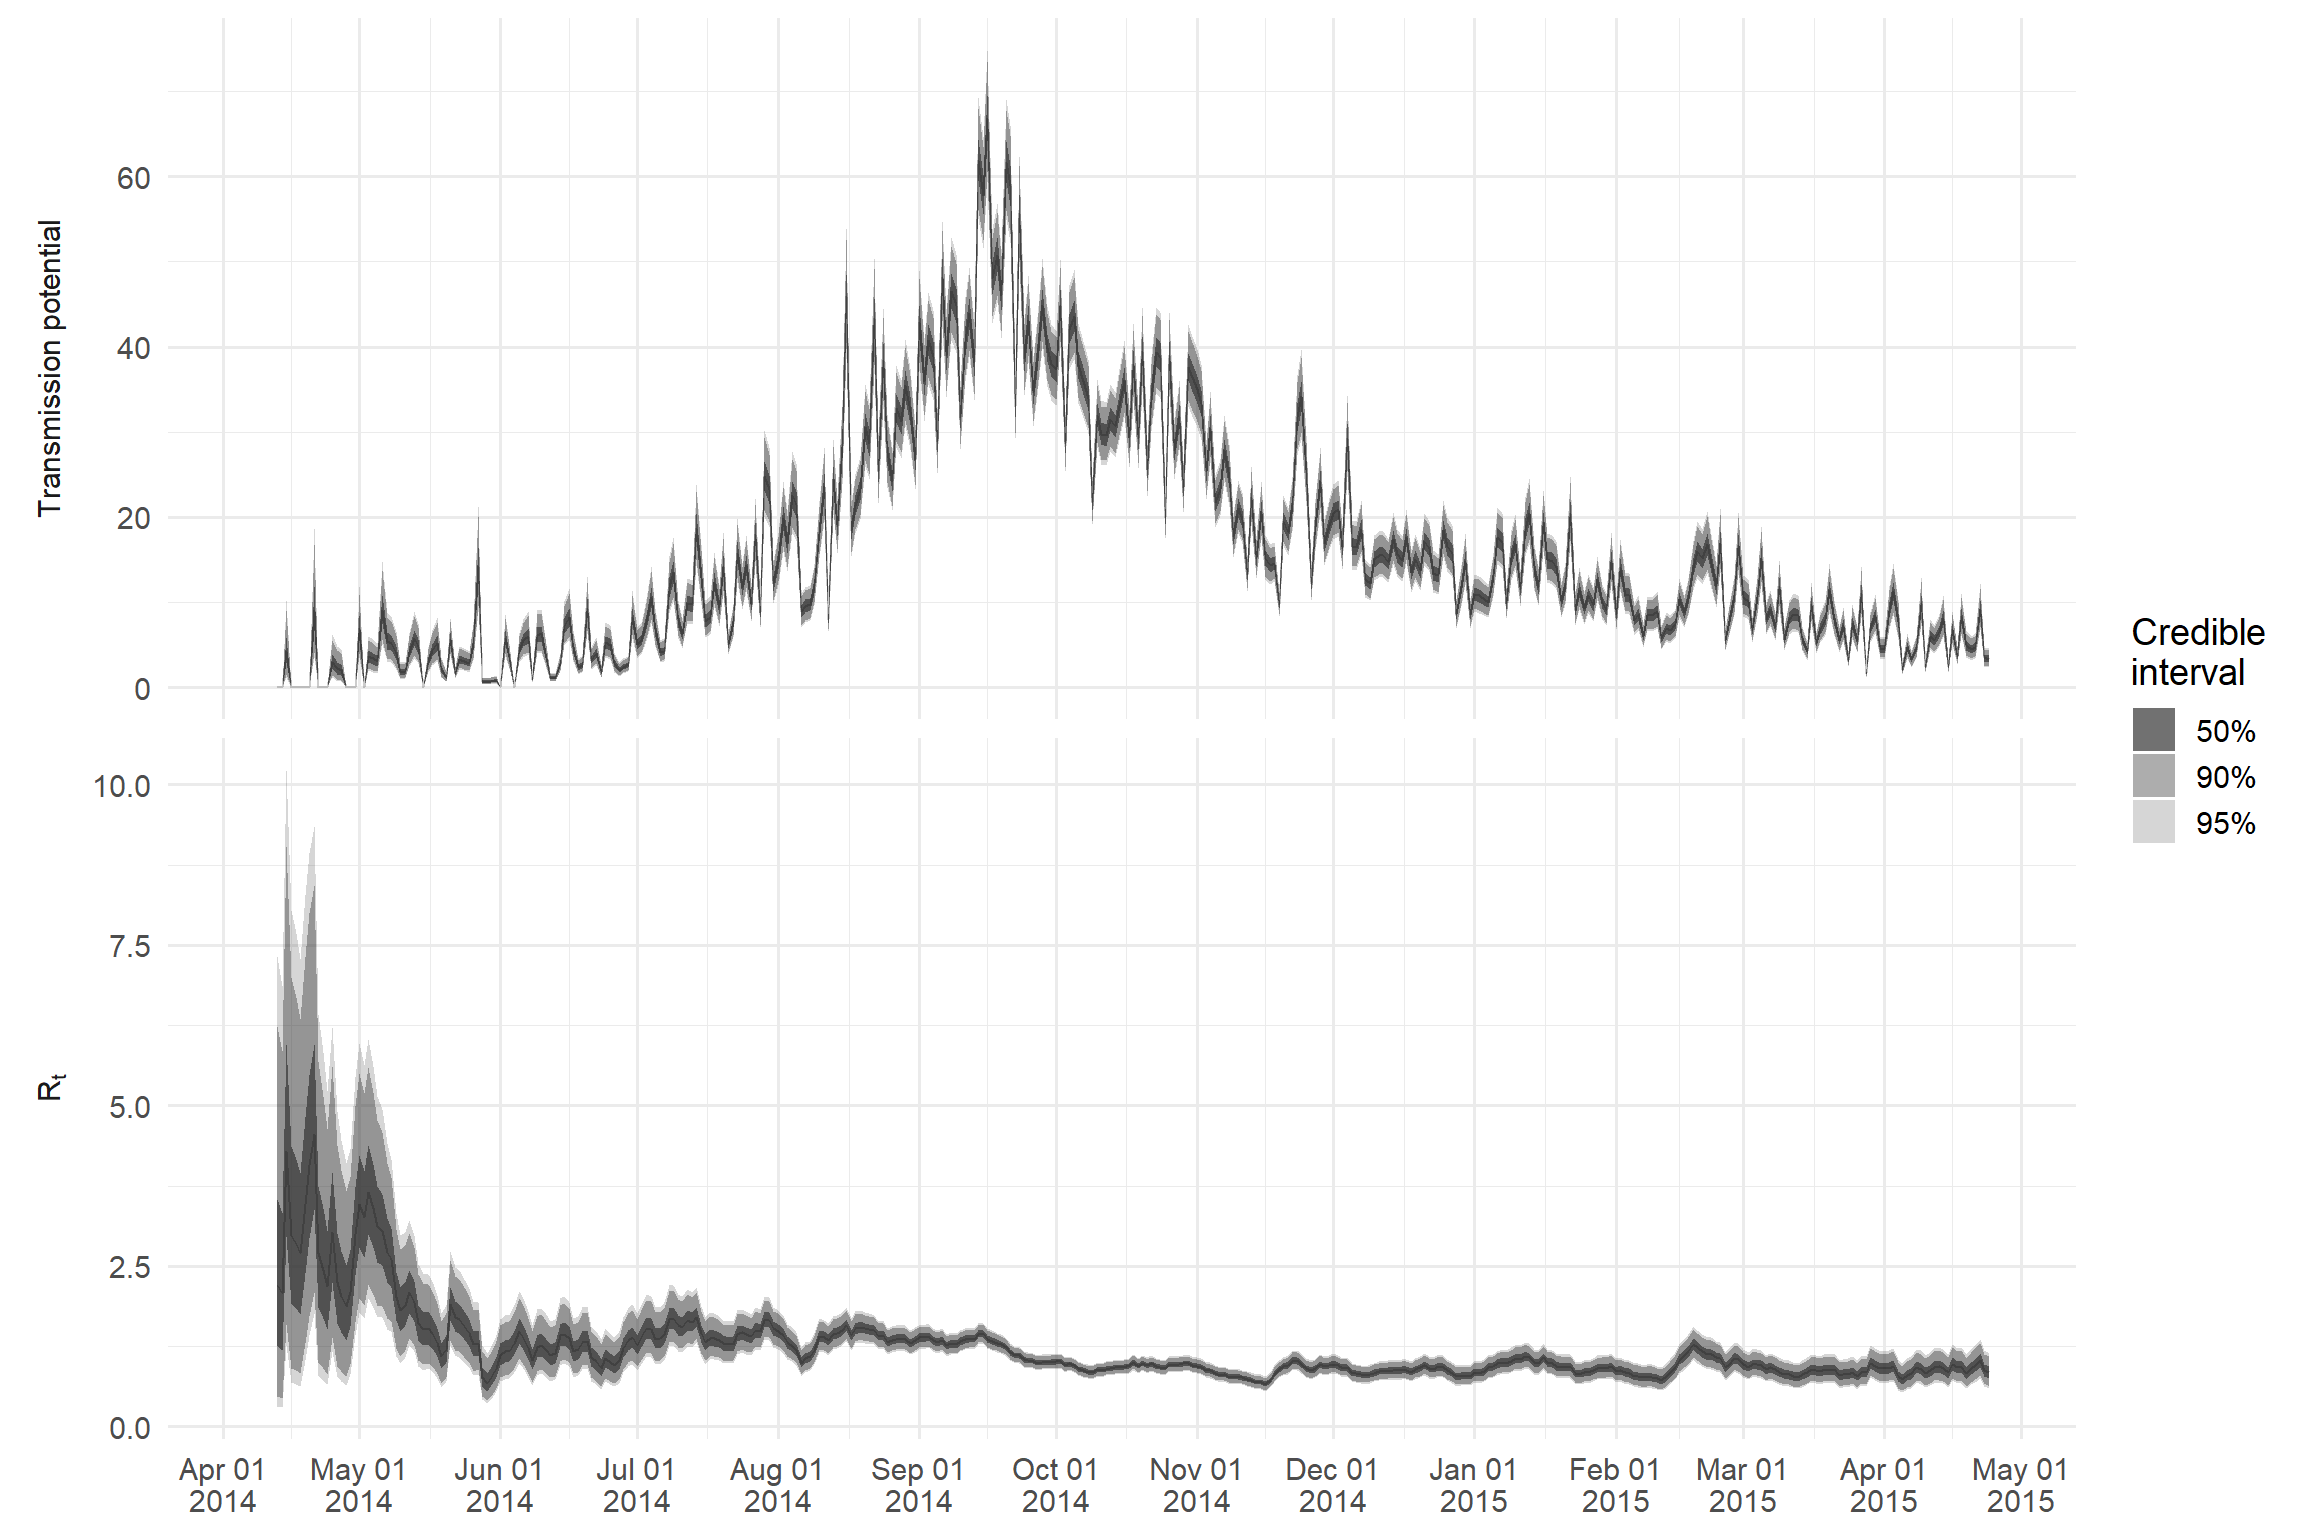 Transmission potential
60
40
20
0
Rₜ
10.0
7.5
5.0
2.5
0.0
Apr 01 2014
May 01 2014
Jun 01 2014
Jul 01 2014
Aug 01 2014
Sep 01 2014
Oct 01 2014
Nov 01 2014
Dec 01 2014
Jan 01 2015
Feb 01 2015
Mar 01 2015
Apr 01 2015
May 01 2015
Credible
interval
50%
90%
95%